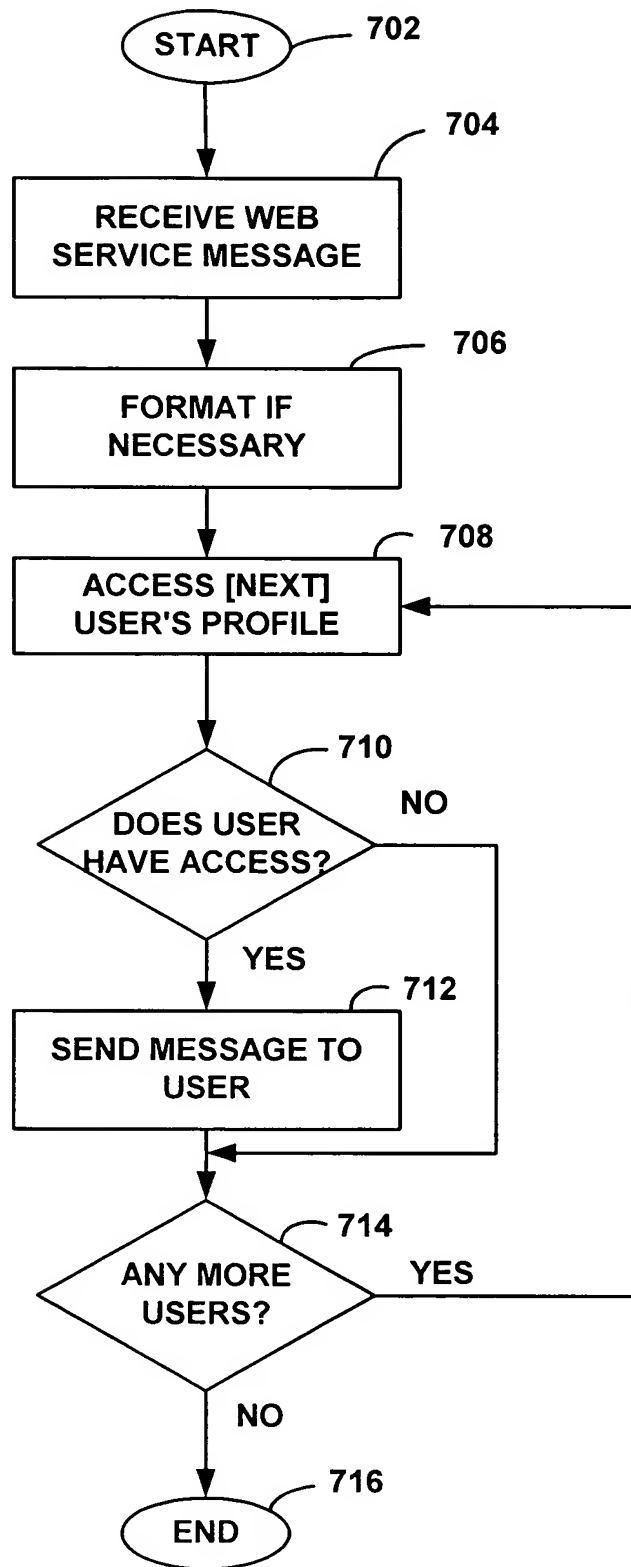 START
702
704
RECEIVE WEB
SERVICE MESSAGE
706
FORMAT IF
NECESSARY
708
ACCESS [NEXT]
USER'S PROFILE
710
NO
DOES USER
HAVE ACCESS?
YES
712
SEND MESSAGE TO
USER
714
ANY MORE
USERS?
YES
NO
716
END